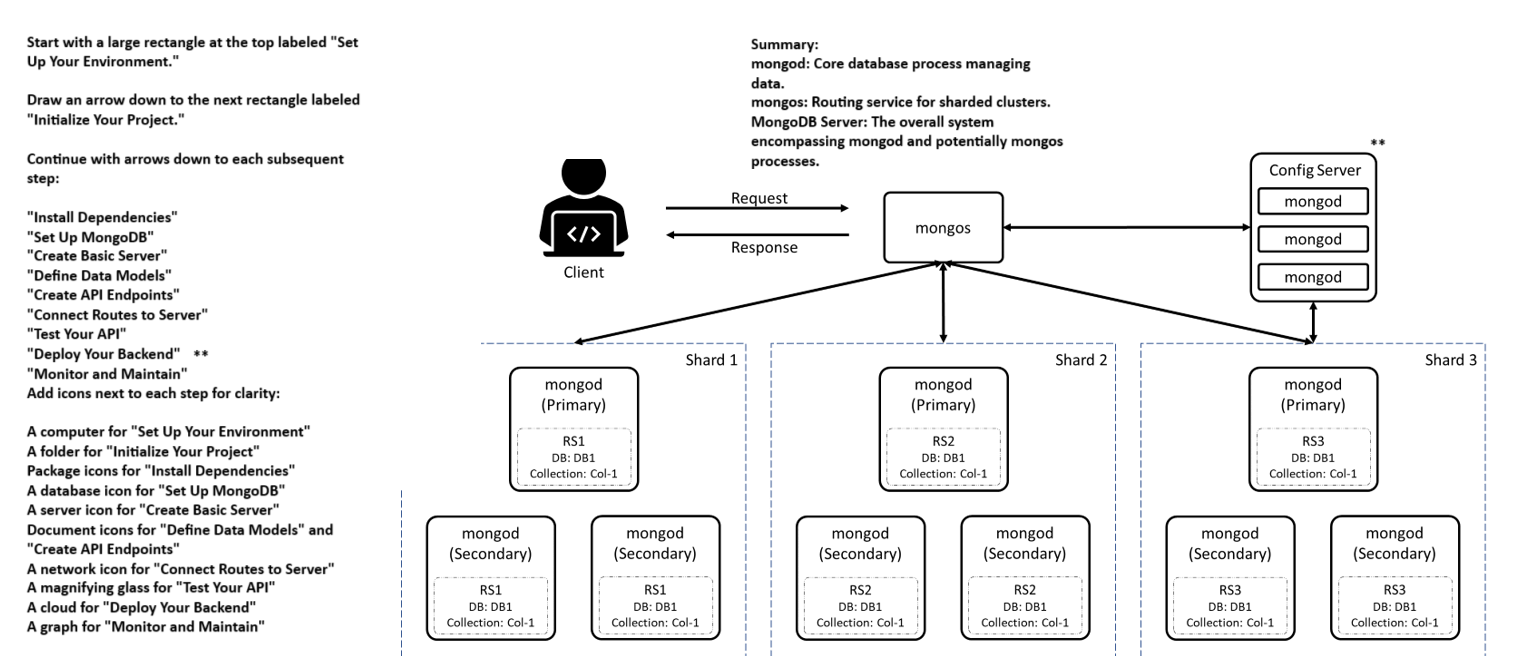 Start with a large rectangle at the top labeled "Set
Up Your Environment."
Draw an arrow down to the next rectangle labeled
"Initialize Your Project."
Continue with arrows down to each subsequent
step:
"Install Dependencies"
"Set Up MongoDB"
"Create Basic Server"
"Define Data Models"
"Create API Endpoints"
"Connect Routes to Server"
"Test Your API"
"Deploy Your Backend" **
"Monitor and Maintain"
Add icons next to each step for clarity:
A computer for "Set Up Your Environment"
A folder for "Initialize Your Project"
Package icons for "Install Dependencies"
A database icon for "Set Up MongoDB"
A server icon for "Create Basic Server"
Document icons for "Define Data Models" and
"Create API Endpoints"
A network icon for "Connect Routes to Server"
A magnifying glass for "Test Your API"
A cloud for "Deploy Your Backend"
A graph for "Monitor and Maintain"
Summary:
mongod: Core database process managing
data.
mongos: Routing service for sharded clusters.
MongoDB Server: The overall system
encompassing mongod and potentially mongos
processes.
</>
Client
Request
Response
mongos
**
Config Server
mongod
mongod
mongod
Shard 1
mongod
(Primary)
RS1
DB: DB1
Collection: Col-1
mongod
(Secondary)
RS1
DB: DB1
Collection: Col-1
mongod
(Secondary)
RS1
DB: DB1
Collection: Col-1
Shard 2
mongod
(Primary)
RS2
DB: DB1
Collection: Col-1
mongod
(Secondary)
RS2
DB: DB1
Collection: Col-1
mongod
(Secondary)
RS2
DB: DB1
Collection: Col-1
Shard 3
mongod
(Primary)
RS3
DB: DB1
Collection: Col-1
mongod
(Secondary)
RS3
DB: DB1
Collection: Col-1
mongod
(Secondary)
RS3
DB: DB1
Collection: Col-1